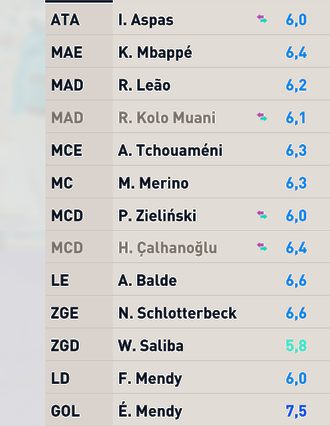 ATA I. Aspas 6,0
MAE K. Mbappé 6,4
MAD R. Leão 6,2
MAD R. Kolo Muani 6,1
MCE A. Tchouaméni 6,3
MC M. Merino 6,3
MCD P. Zieliński 6,0
MCD H. Çalhanoğlu 6,4
LE A. Balde 6,6
ZGE N. Schlotterbeck 6,6
ZGD W. Saliba 5,8
LD F. Mendy 6,0
GOL É. Mendy 7,5